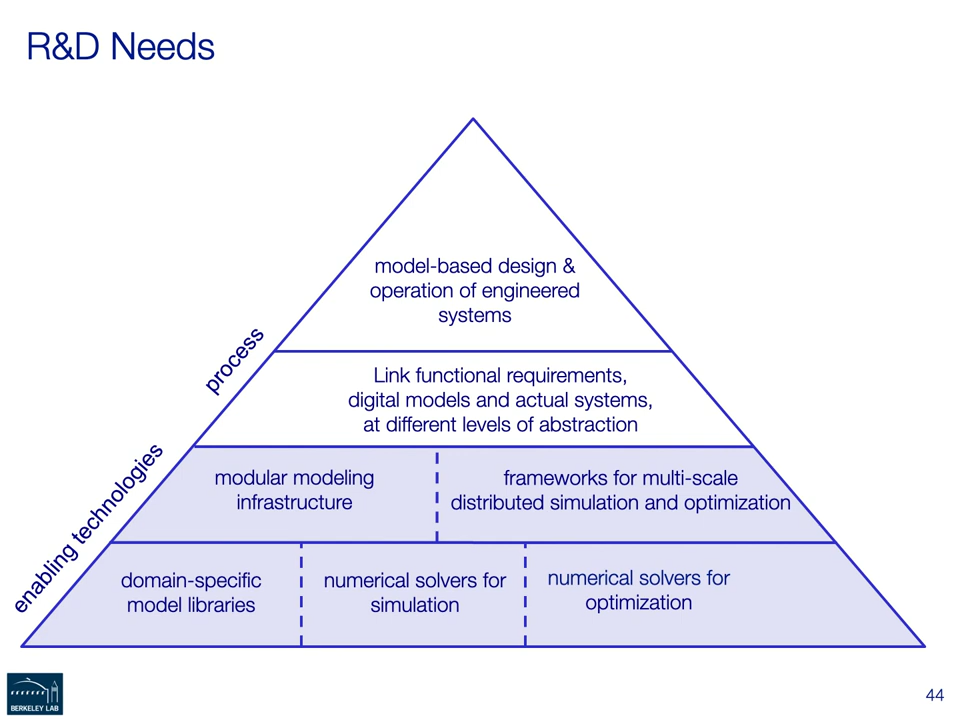 R&D Needs
model-based design &
operation of engineered
systems
process
Link functional requirements,
digital models and actual systems,
at different levels of abstraction
enabling technologies
modular modeling
infrastructure
frameworks for multi-scale
distributed simulation and optimization
domain-specific
model libraries
numerical solvers for
simulation
numerical solvers for
optimization
BERKELEY LAB
44